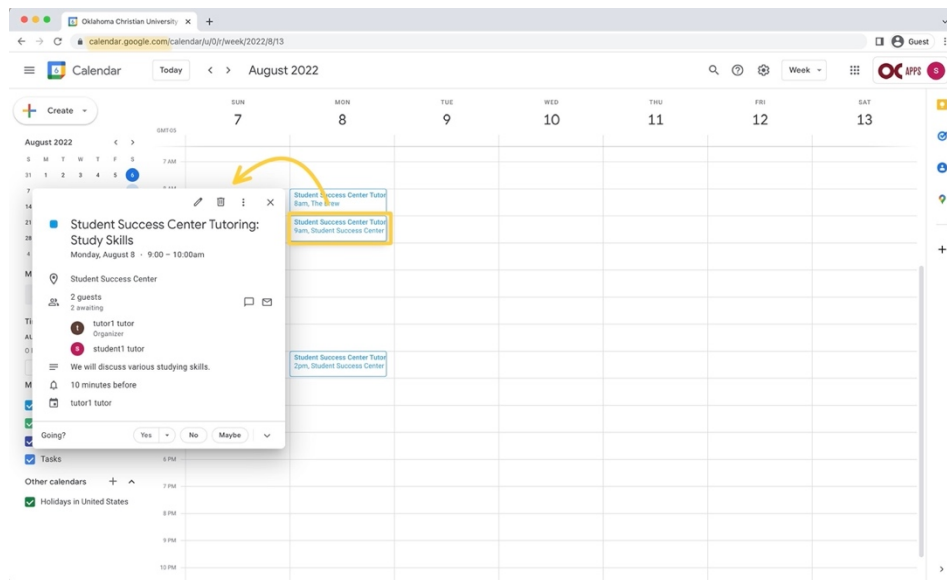 Oklahoma Christian University
calendar.google.com/calendar/u/0/r/week/2022/8/13
Guest
Calendar
Today
August 2022
Week
OC APPS
S
Create
SUN
MON
TUE
WED
THU
FRI
SAT
7
8
9
10
11
12
13
GMT-05
August 2022
S M T W T F S
31 1 2 3 4 5 6
7
14
21
28
7 AM
Student Success Center Tutor
8am, The Brew
Student Success Center Tutor
9am, Student Success Center
Student Success Center Tutoring:
Study Skills
Monday, August 8 · 9:00 – 10:00am
Student Success Center
2 guests
2 awaiting
t
tutor1 tutor
Organizer
s
student1 tutor
We will discuss various studying skills.
10 minutes before
tutor1 tutor
Going?
Yes
No
Maybe
Student Success Center Tutor
2pm, Student Success Center
Tasks
6 PM
Other calendars
7 PM
Holidays in United States
8 PM
9 PM
10 PM